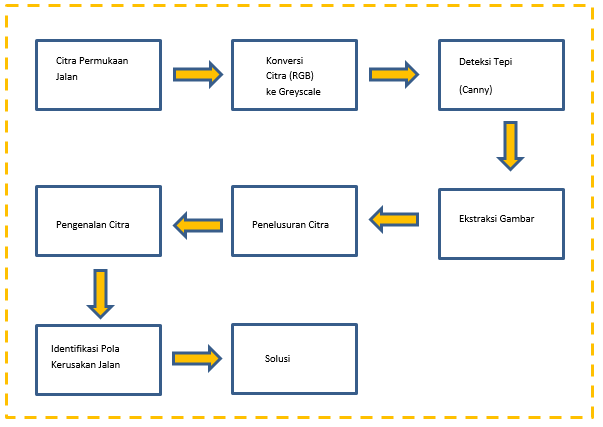 Citra Permukaan
Jalan
Konversi
Citra (RGB)
ke Greyscale
Deteksi Tepi
(Canny)
Ekstraksi Gambar
Penelusuran Citra
Pengenalan Citra
Identifikasi Pola
Kerusakan Jalan
Solusi